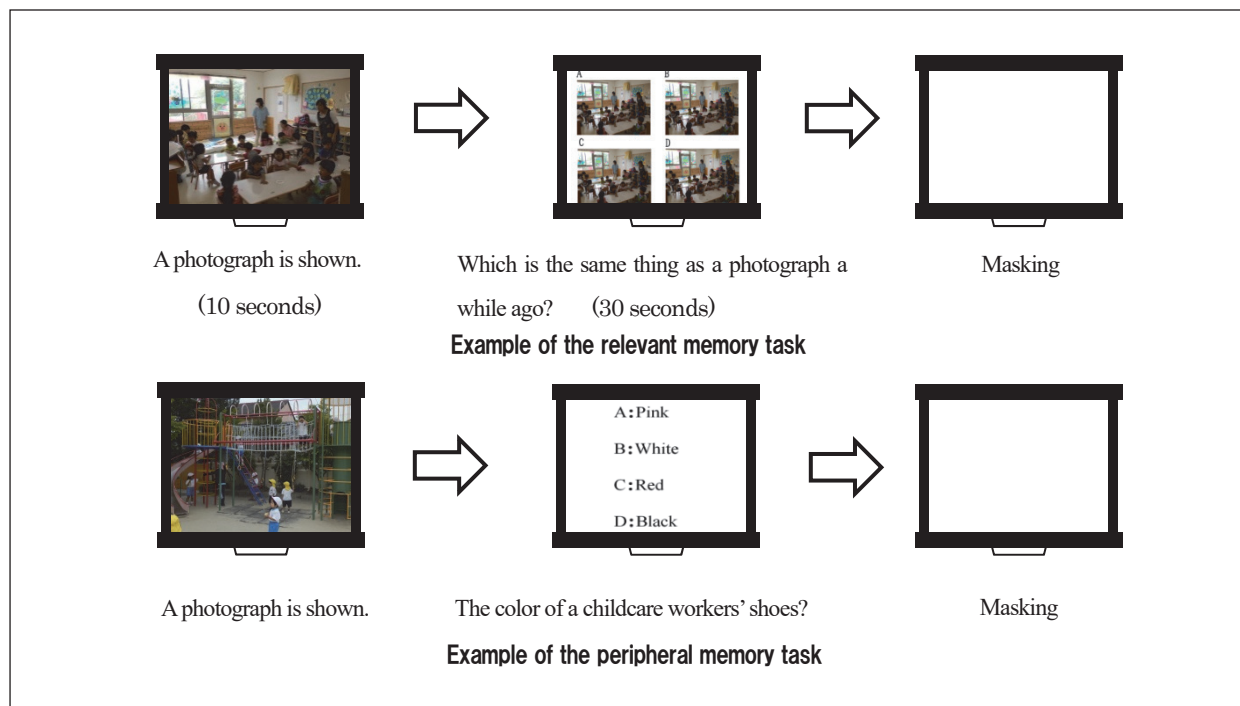 A
B
C
D
A photograph is shown.
(10 seconds)
Which is the same thing as a photograph a
while ago? (30 seconds)
Masking
Example of the relevant memory task
A:Pink
B:White
C:Red
D:Black
A photograph is shown.
The color of a childcare workers’ shoes?
Masking
Example of the peripheral memory task